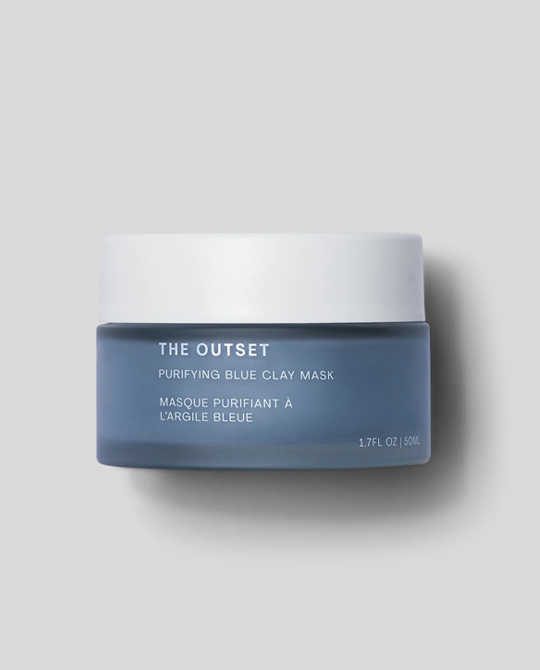 THE OUTSET
PURIFYING BLUE CLAY MASK
MASQUE PURIFIANT À
L'ARGILE BLEUE
1.7FL OZ | 50ML